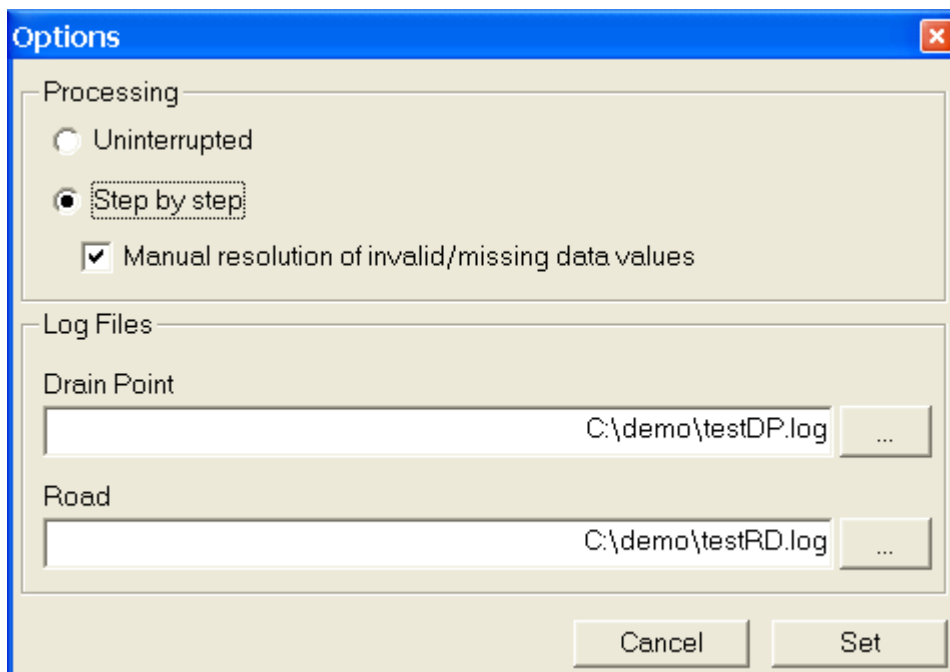 Options
Processing
Uninterrupted
Step by step
Manual resolution of invalid/missing data values
Log Files
Drain Point
C:\demo\testDP.log ...
Road
C:\demo\testRD.log ...
Cancel Set